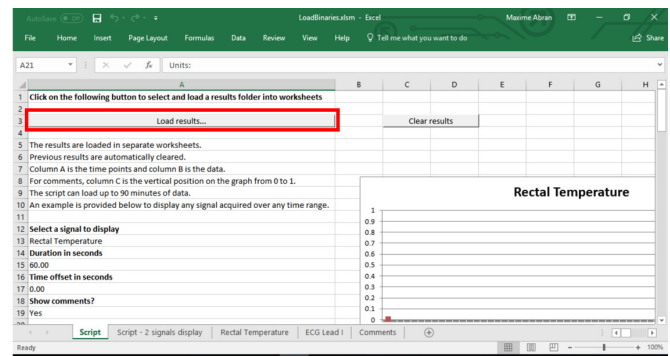 AutoSave Off LoadBinaries.xlsm - Excel Maxime Abran
File Home Insert Page Layout Formulas Data Review View Help Tell me what you want to do Share
A21 fx Units:
A B C D E F G H
1 Click on the following button to select and load a results folder into worksheets
2
3 Load results... Clear results
4
5 The results are loaded in separate worksheets.
6 Previous results are automatically cleared.
7 Column A is the time points and column B is the data.
8 For comments, column C is the vertical position on the graph from 0 to 1.
9 The script can load up to 90 minutes of data.
10 An example is provided below to display any signal acquired over any time range.
11
12 Select a signal to display
13 Rectal Temperature
14 Duration in seconds
15 60.00
16 Time offset in seconds
17 0.00
18 Show comments?
19 Yes
Rectal Temperature
1
0.9
0.8
0.7
0.6
0.5
0.4
0.3
0.2
0.1
0
Script Script - 2 signals display Rectal Temperature ECG Lead I Comments
Ready 100%